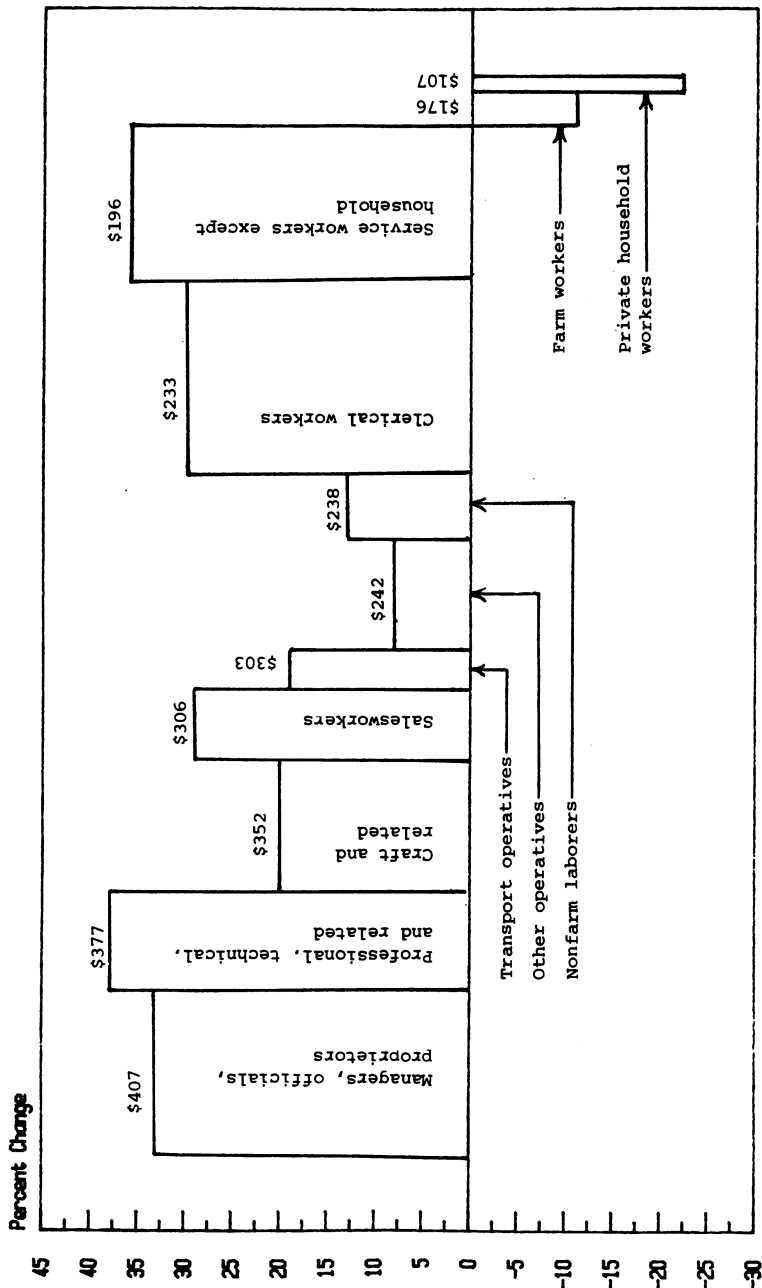 Percent Change
45
40
35
30
25
20
15
10
5
0
-5
-10
-15
-20
-25
-30
$407
Managers, officials,
proprietors
$377
Professional, technical,
and related
$352
Craft and
related
$306
Salesworkers
$303
$242
$238
$233
Clerical workers
$196
Service workers except
household
$176
$107
Transport operatives
Other operatives
Nonfarm laborers
Farm workers
Private household
workers